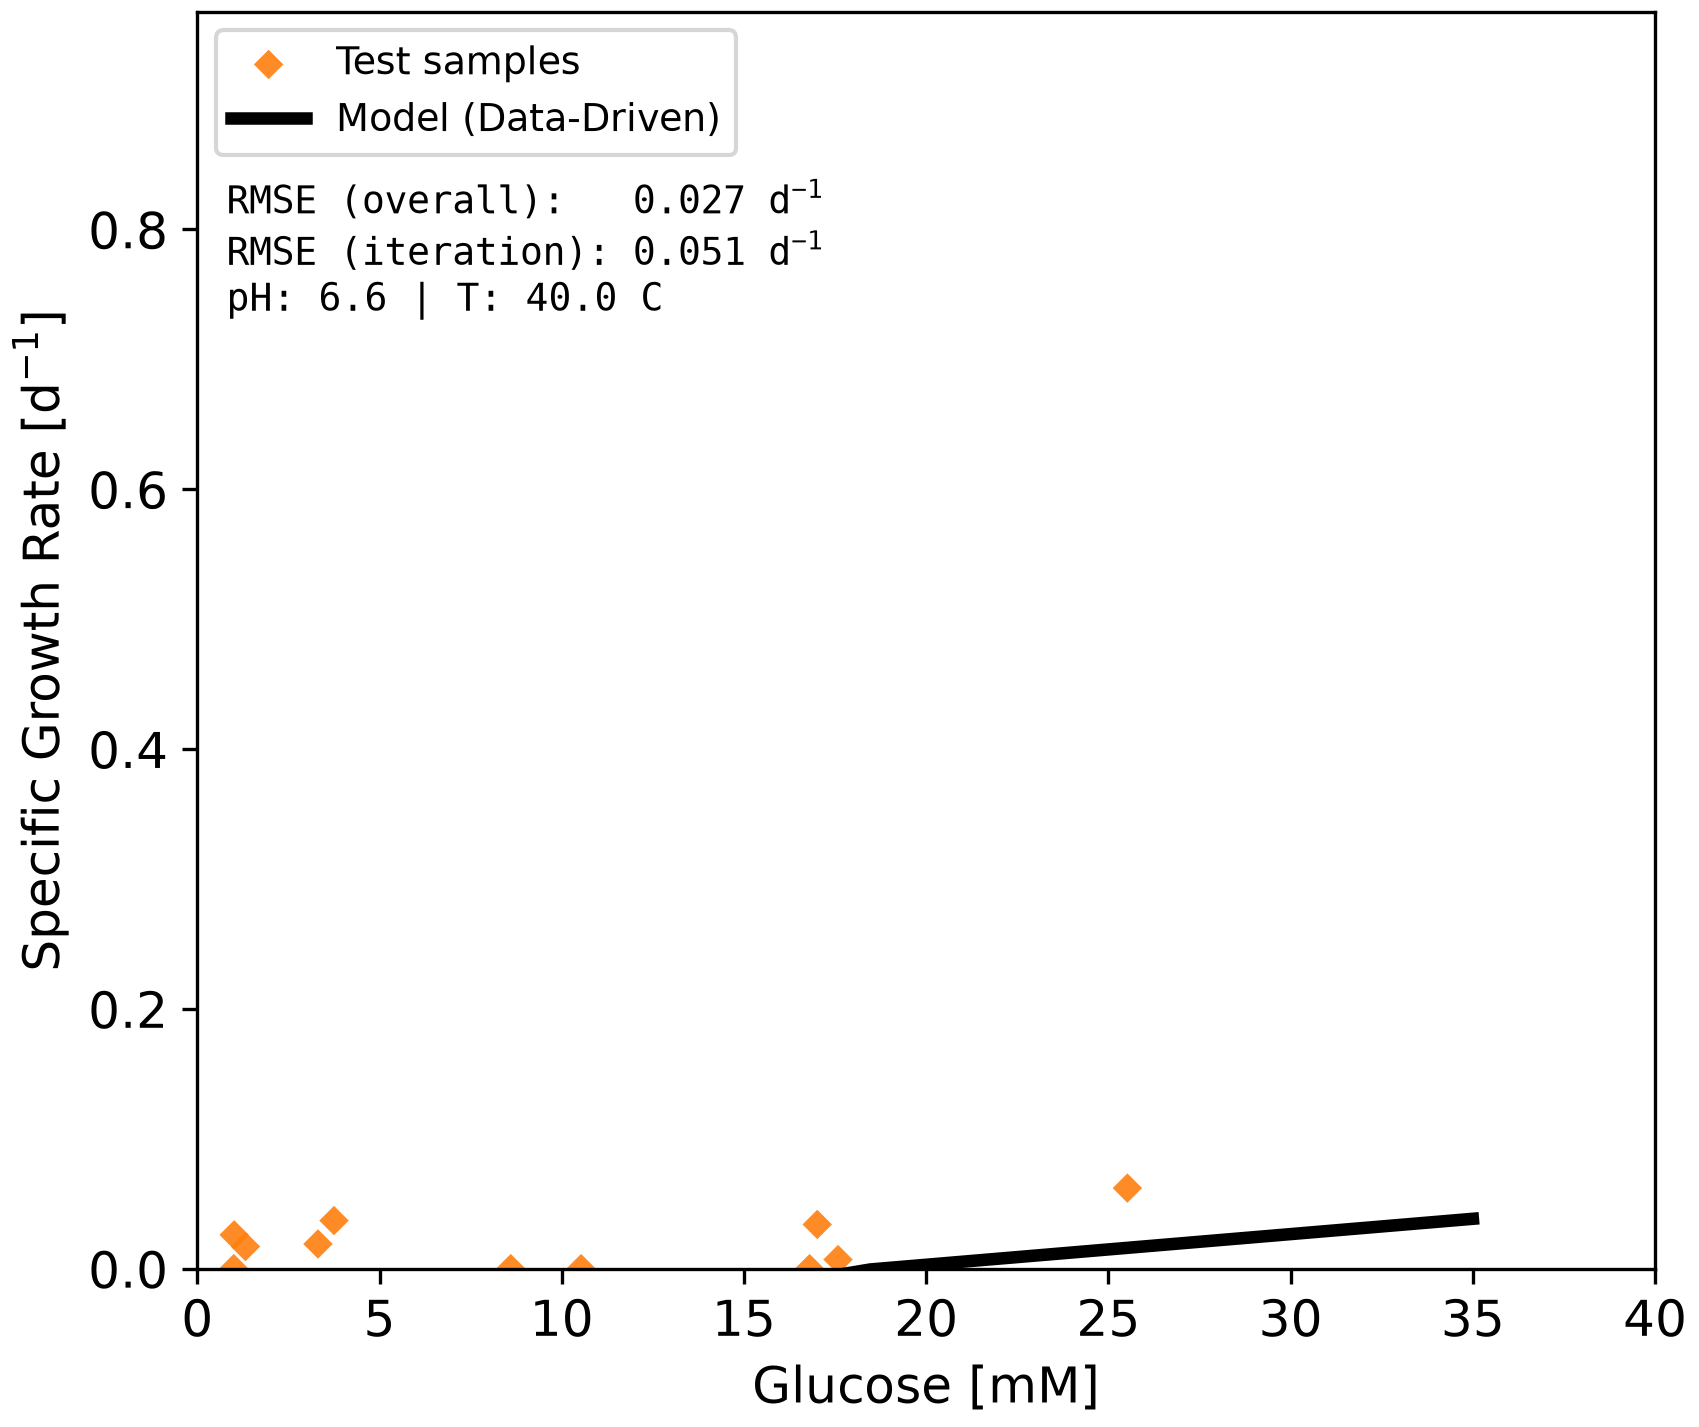 Test samples
Model (Data-Driven)
RMSE (overall):   0.027 d⁻¹
RMSE (iteration): 0.051 d⁻¹
pH: 6.6 | T: 40.0 C
Specific Growth Rate [d⁻¹]
0.8
0.6
0.4
0.2
0.0
0 5 10 15 20 25 30 35 40
Glucose [mM]